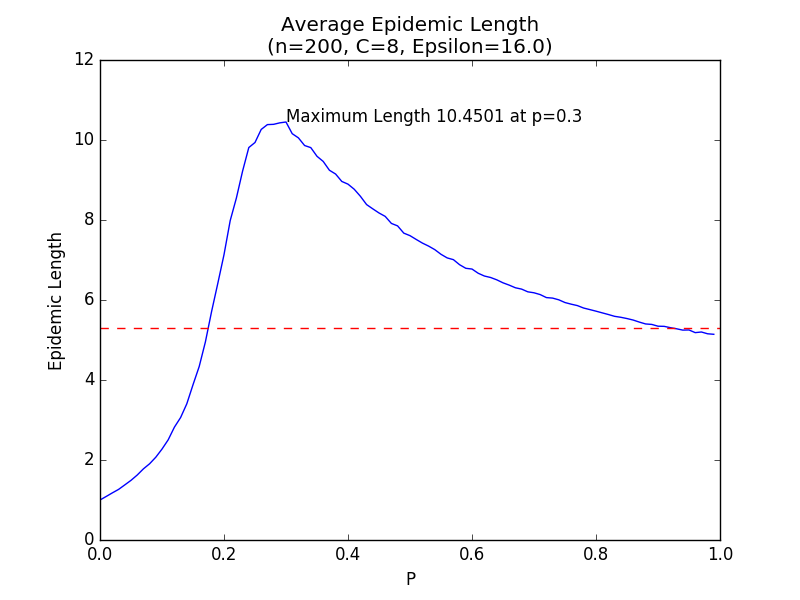 Average Epidemic Length
(n=200, C=8, Epsilon=16.0)
12
Maximum Length 10.4501 at p=0.3
10
8
6
4
2
0
Epidemic Length
0.0 0.2 0.4 0.6 0.8 1.0
P